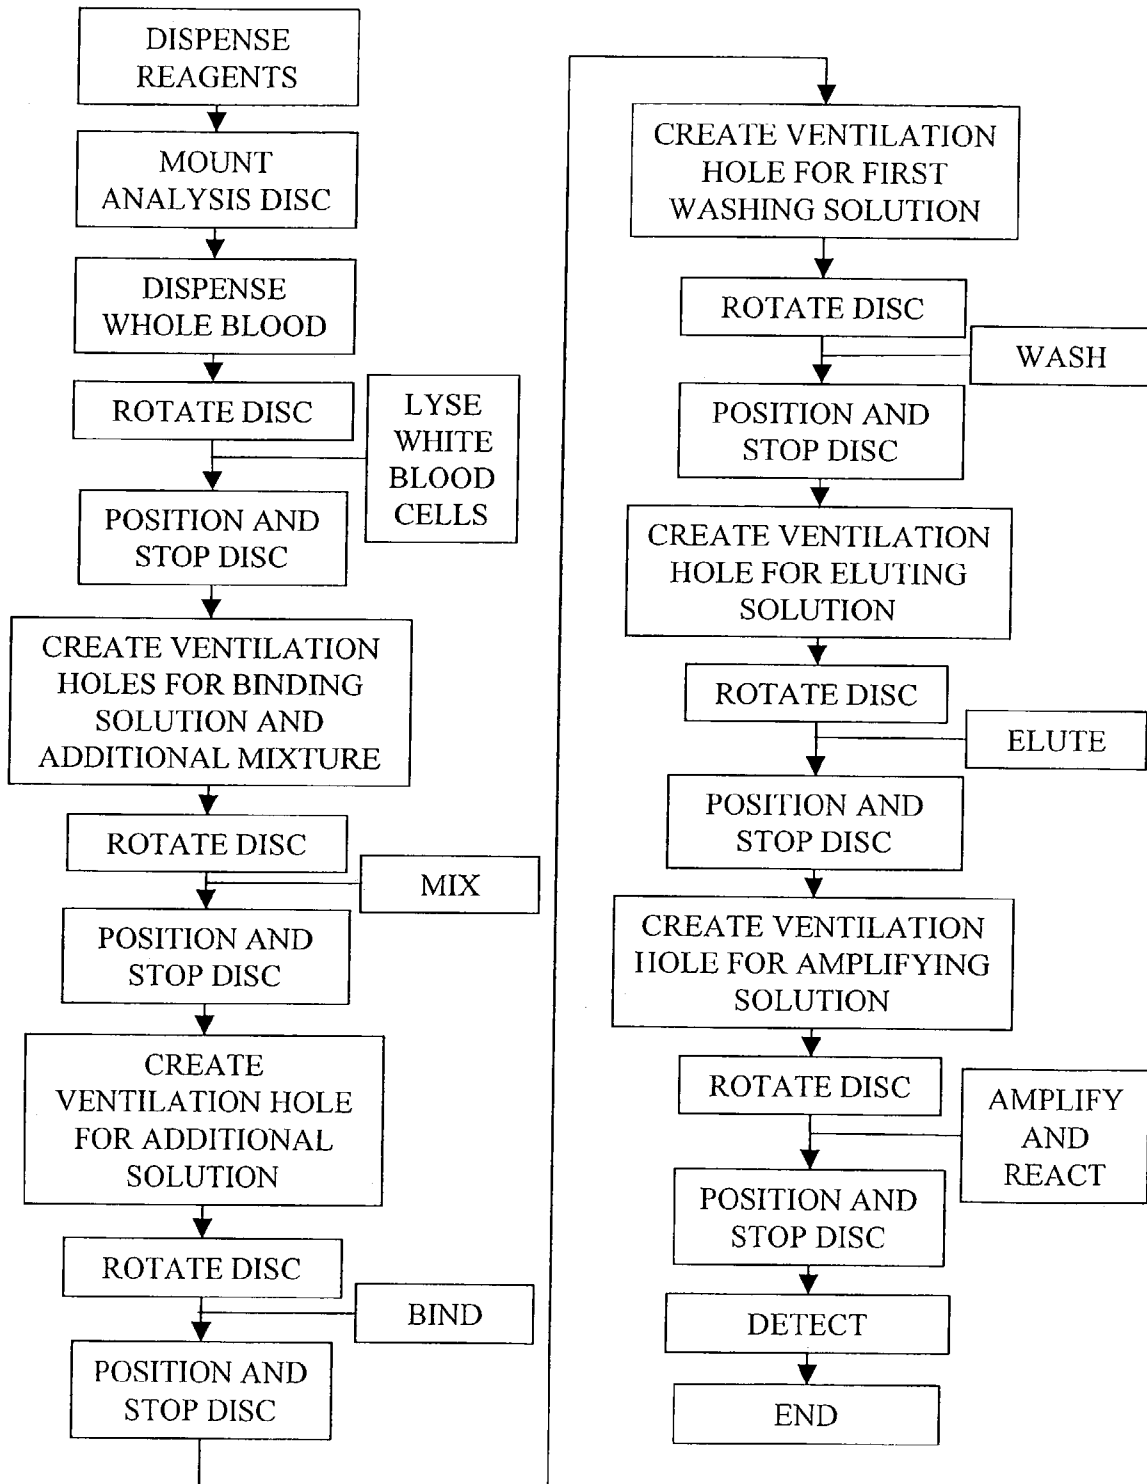 DISPENSE
REAGENTS
MOUNT
ANALYSIS DISC
DISPENSE
WHOLE BLOOD
ROTATE DISC
LYSE
WHITE
BLOOD
CELLS
POSITION AND
STOP DISC
CREATE VENTILATION
HOLES FOR BINDING
SOLUTION AND
ADDITIONAL MIXTURE
ROTATE DISC
MIX
POSITION AND
STOP DISC
CREATE
VENTILATION HOLE
FOR ADDITIONAL
SOLUTION
ROTATE DISC
BIND
POSITION AND
STOP DISC
CREATE VENTILATION
HOLE FOR FIRST
WASHING SOLUTION
ROTATE DISC
WASH
POSITION AND
STOP DISC
CREATE VENTILATION
HOLE FOR ELUTING
SOLUTION
ROTATE DISC
ELUTE
POSITION AND
STOP DISC
CREATE VENTILATION
HOLE FOR AMPLIFYING
SOLUTION
ROTATE DISC
AMPLIFY
AND
REACT
POSITION AND
STOP DISC
DETECT
END